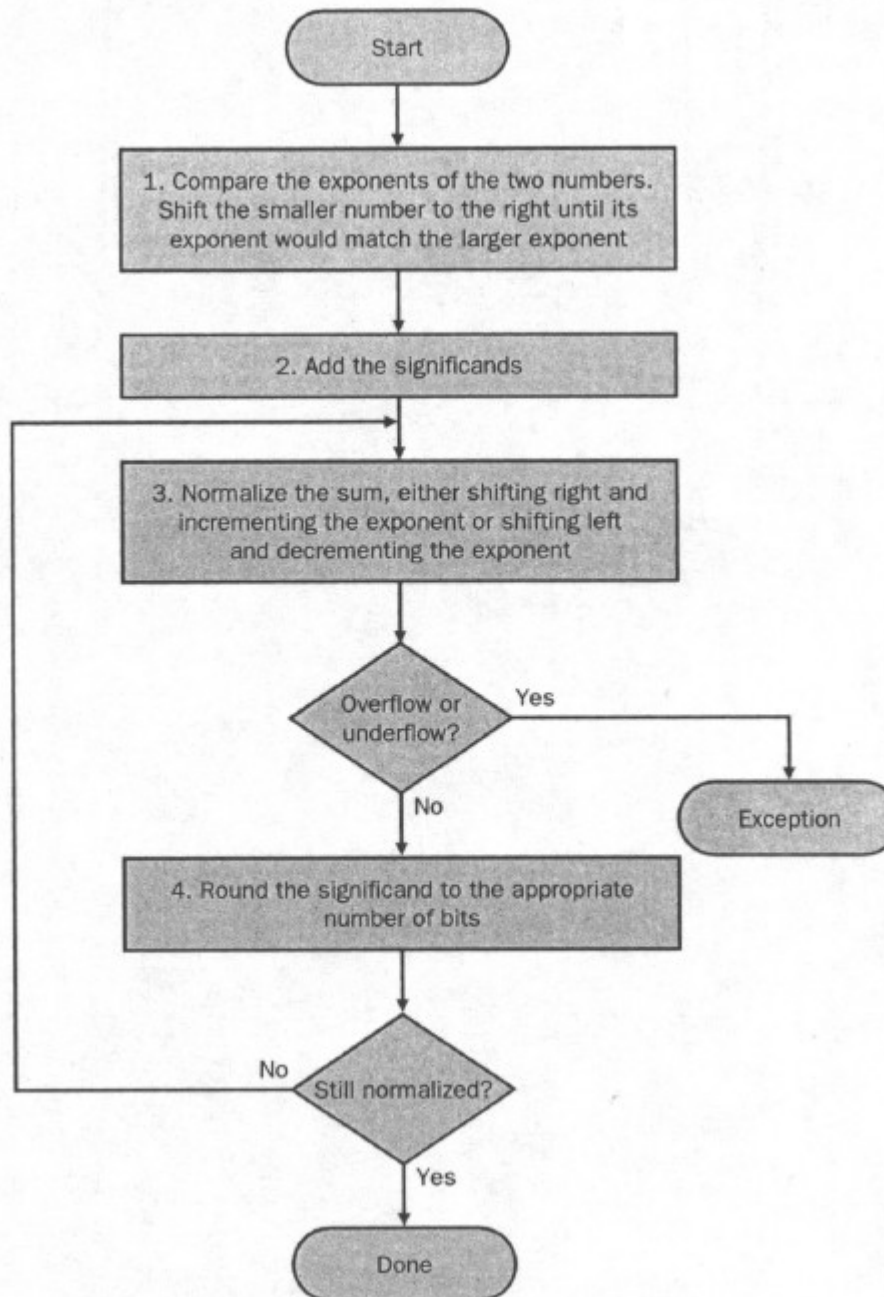 Start
1. Compare the exponents of the two numbers.
Shift the smaller number to the right until its
exponent would match the larger exponent
2. Add the significands
3. Normalize the sum, either shifting right and
incrementing the exponent or shifting left
and decrementing the exponent
Overflow or
underflow?
Yes
No
Exception
4. Round the significand to the appropriate
number of bits
No
Still normalized?
Yes
Done